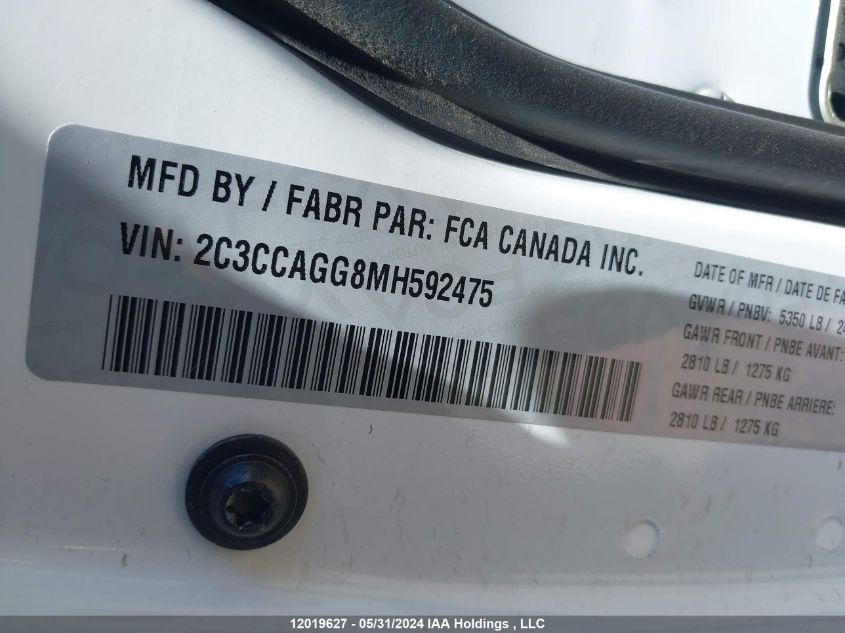 MFD BY / FABR PAR: FCA CANADA INC.
VIN: 2C3CCAGG8MH592475
DATE OF MFR / DATE DE FA
GVWR / PNBV: 5350 LB / 24
GAWR FRONT / PNBE AVANT:
2810 LB / 1275 KG
GAWR REAR / PNBE ARRIERE:
2810 LB / 1275 KG
12019627 - 05/31/2024 IAA Holdings , LLC